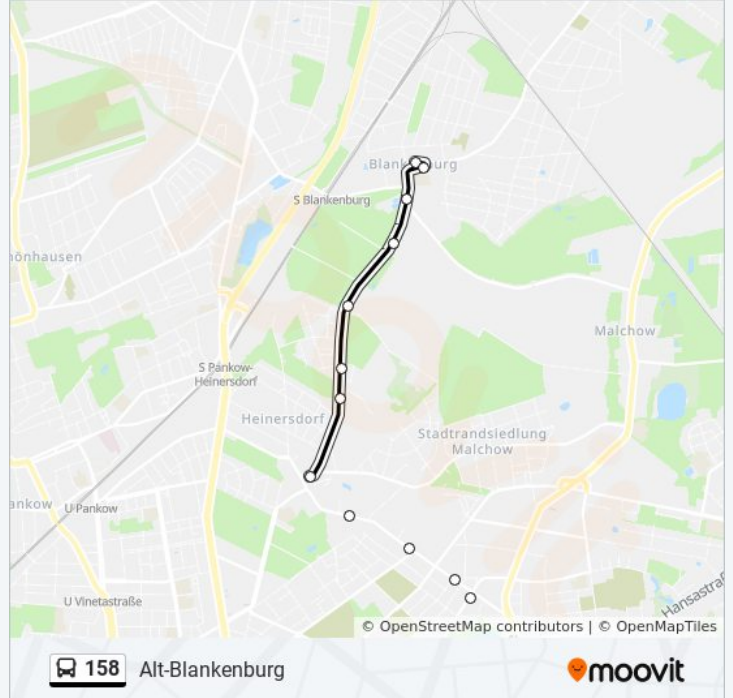 Blankenburg
S Blankenburg
önhausen
Malchow
S Pankow-
Heinersdorf
Heinersdorf
Stadtrandsiedlung
Malchow
ankow
U Pankow
U Vinetastraße
Hansastraß
© OpenStreetMap contributors | © OpenMapTiles
158 Alt-Blankenburg
moovit